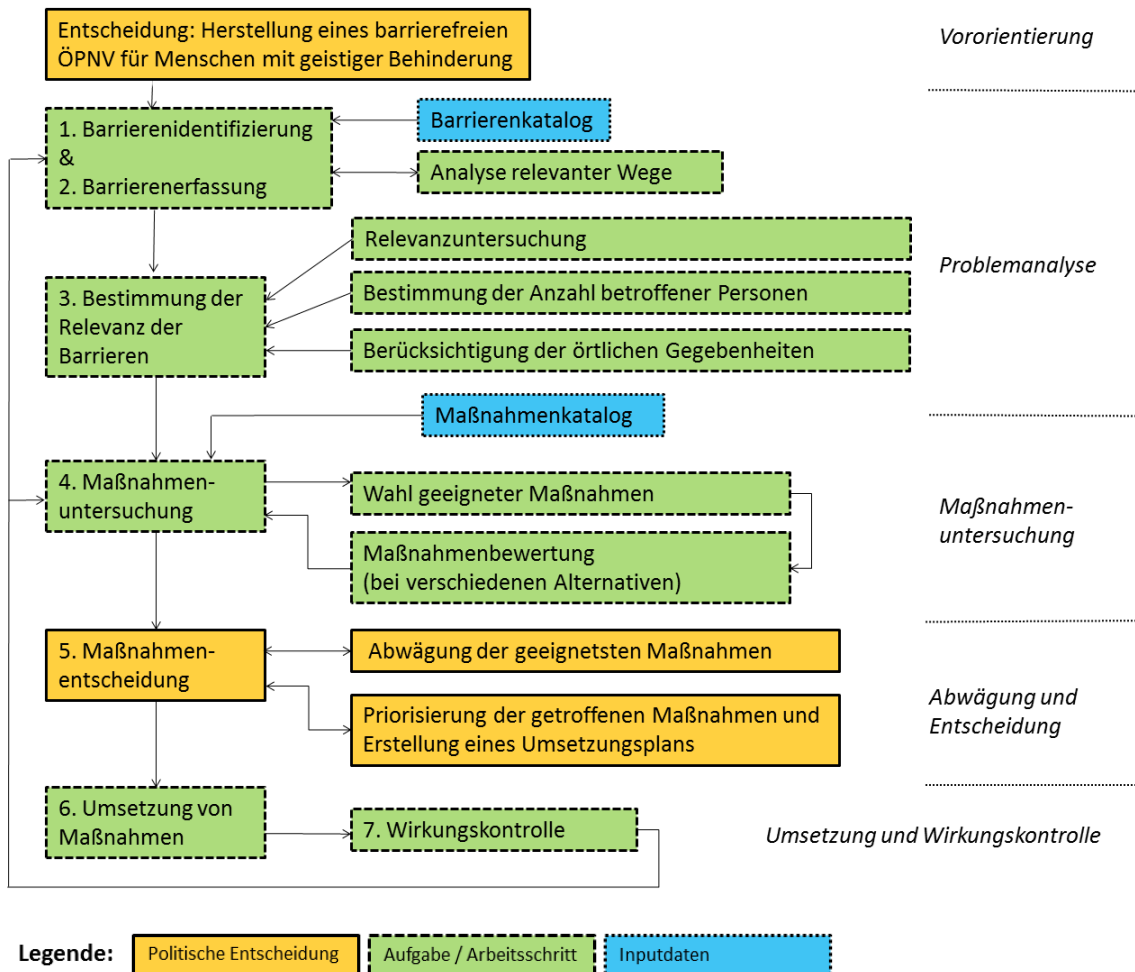 Entscheidung: Herstellung eines barrierefreien
ÖPNV für Menschen mit geistiger Behinderung
Vororientierung
1. Barrierenidentifizierung
&
2. Barrierenerfassung
Barrierenkatalog
Analyse relevanter Wege
Relevanzuntersuchung
Bestimmung der Anzahl betroffener Personen
Berücksichtigung der örtlichen Gegebenheiten
3. Bestimmung der
Relevanz der
Barrieren
Problemanalyse
Maßnahmenkatalog
4. Maßnahmen-
untersuchung
Wahl geeigneter Maßnahmen
Maßnahmenbewertung
(bei verschiedenen Alternativen)
Maßnahmen-
untersuchung
5. Maßnahmen-
entscheidung
Abwägung der geeignetsten Maßnahmen
Priorisierung der getroffenen Maßnahmen und
Erstellung eines Umsetzungsplans
Abwägung und
Entscheidung
6. Umsetzung von
Maßnahmen
7. Wirkungskontrolle
Umsetzung und Wirkungskontrolle
Legende:
Politische Entscheidung
Aufgabe / Arbeitsschritt
Inputdaten